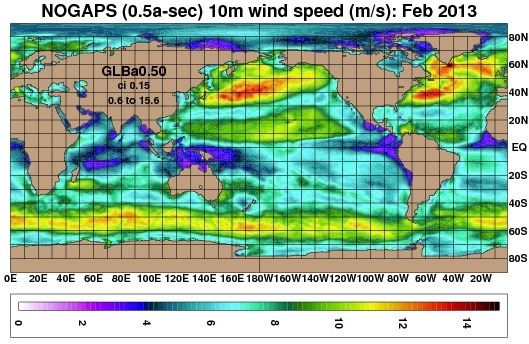 NOGAPS (0.5a-sec) 10m wind speed (m/s): Feb 2013
GLBa0.50
ci 0.15
0.6 to 15.6
80N
60N
40N
20N
EQ
20S
40S
60S
80S
0E 20E 40E 60E 80E 100E 120E 140E 160E 180W 160W 140W 120W 100W 80W 60W 40W 20W
0 2 4 6 8 10 12 14